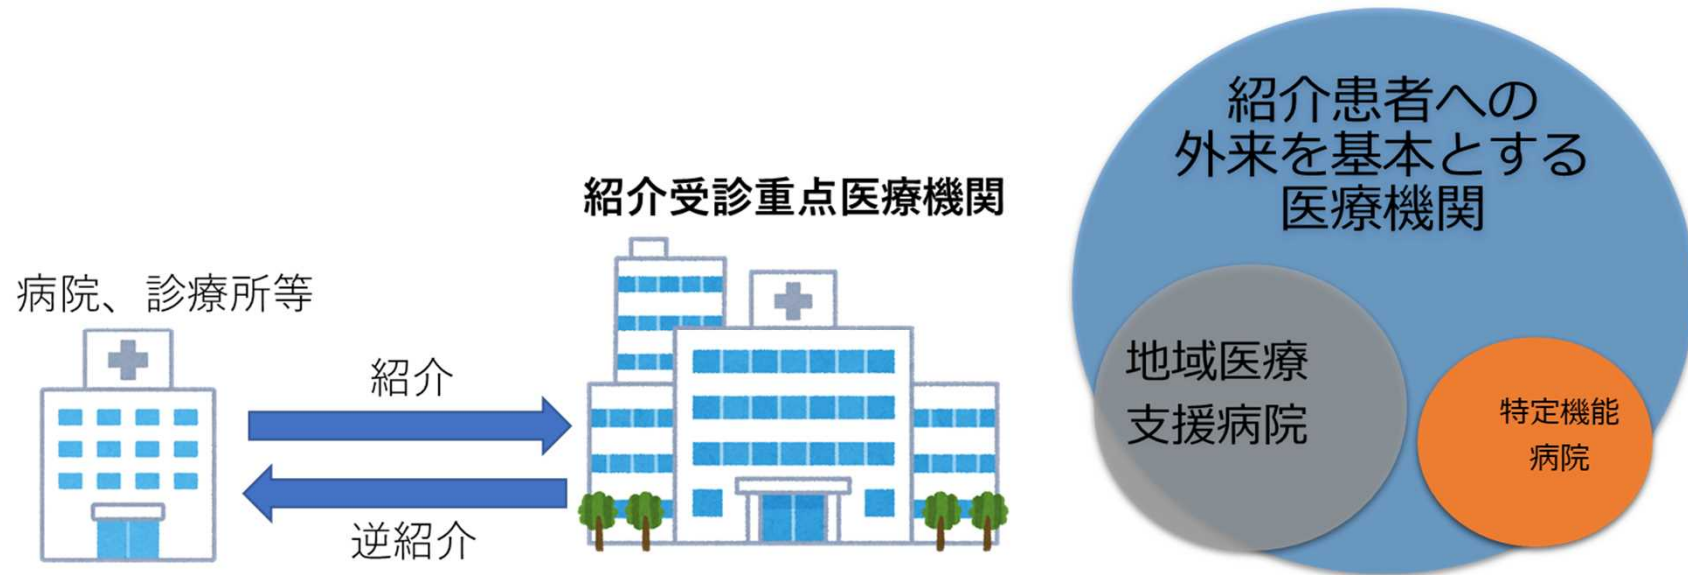 病院、診療所等
紹介
逆紹介
紹介受診重点医療機関
紹介患者への
外来を基本とする
医療機関
地域医療
支援病院
特定機能
病院